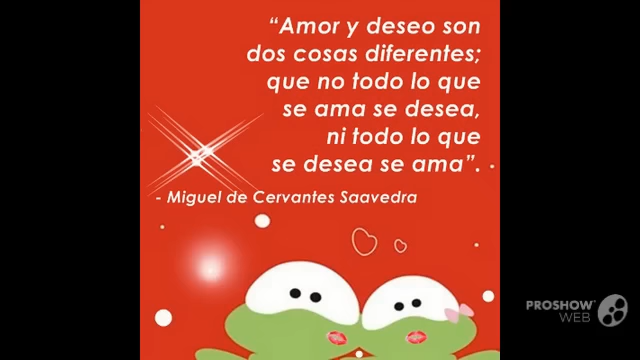 “Amor y deseo son
dos cosas diferentes;
que no todo lo que
se ama se desea,
ni todo lo que
se desea se ama”.
- Miguel de Cervantes Saavedra
PROSHOW™
WEB